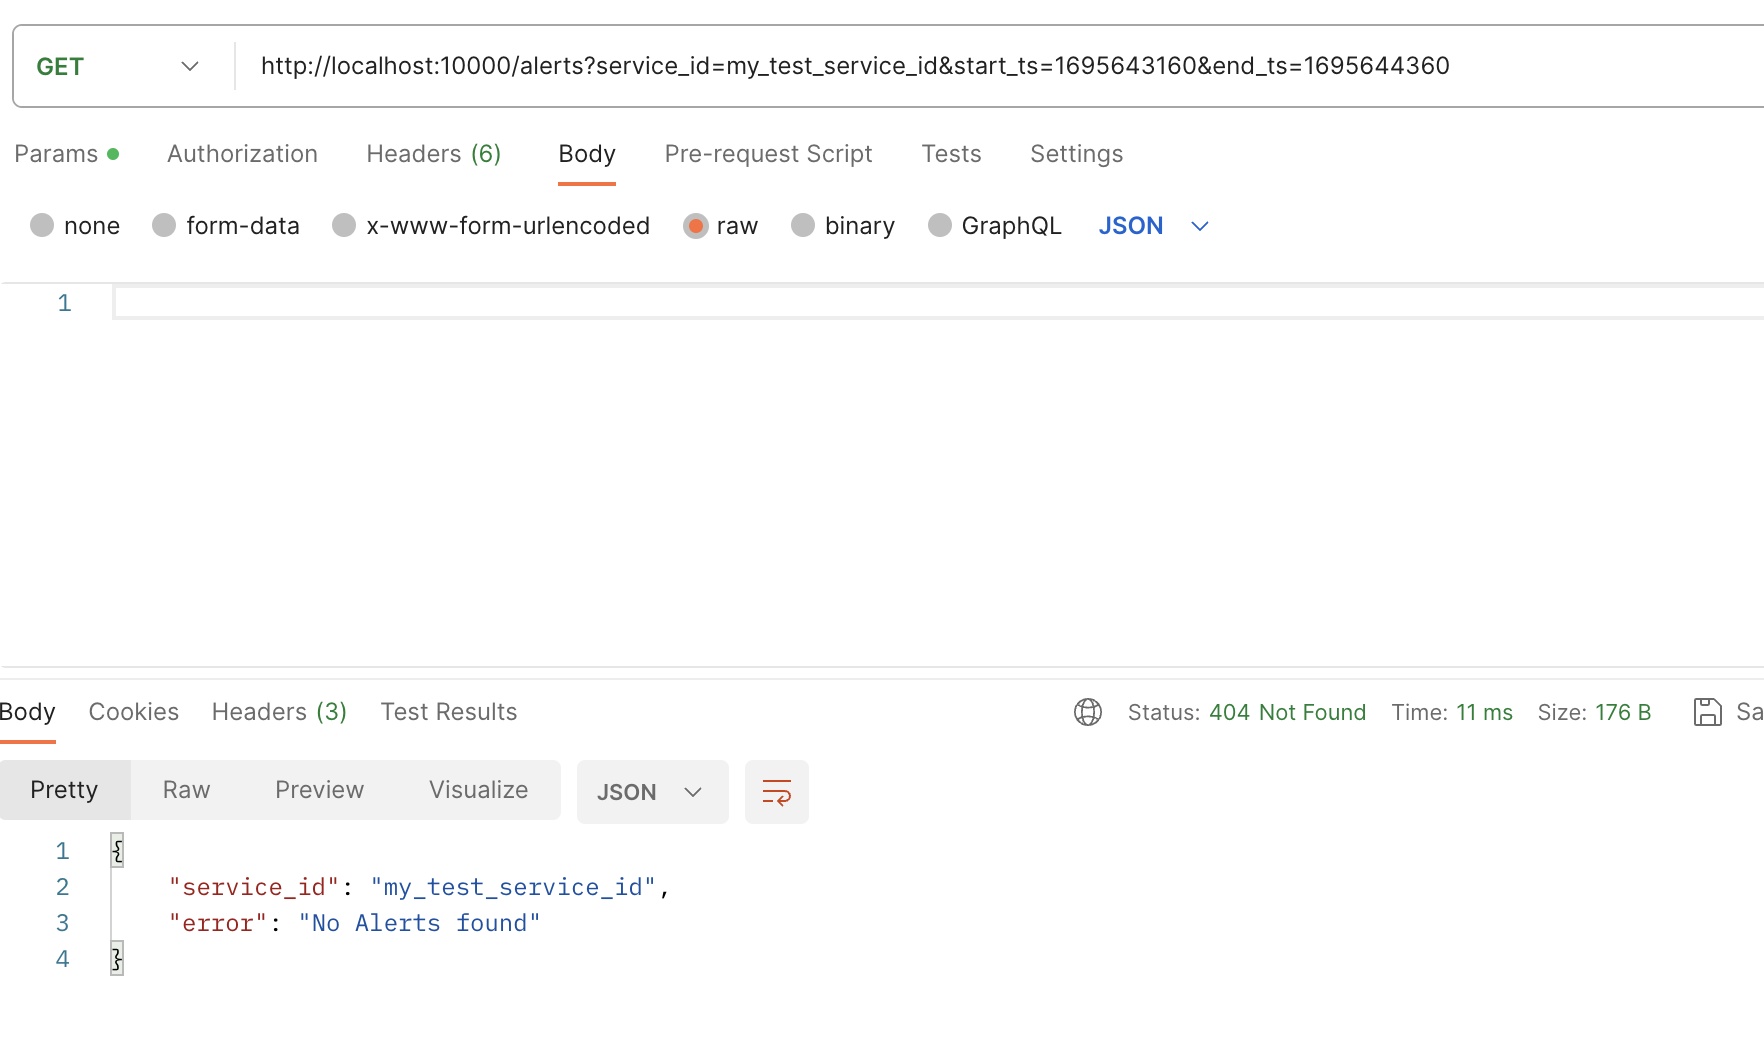 GET http://localhost:10000/alerts?service_id=my_test_service_id&start_ts=1695643160&end_ts=1695644360
Params Authorization Headers (6) Body Pre-request Script Tests Settings
none form-data x-www-form-urlencoded raw binary GraphQL JSON
1
Body Cookies Headers (3) Test Results Status: 404 Not Found Time: 11 ms Size: 176 B Sa
Pretty Raw Preview Visualize JSON
1 {
2 "service_id": "my_test_service_id",
3 "error": "No Alerts found"
4 }